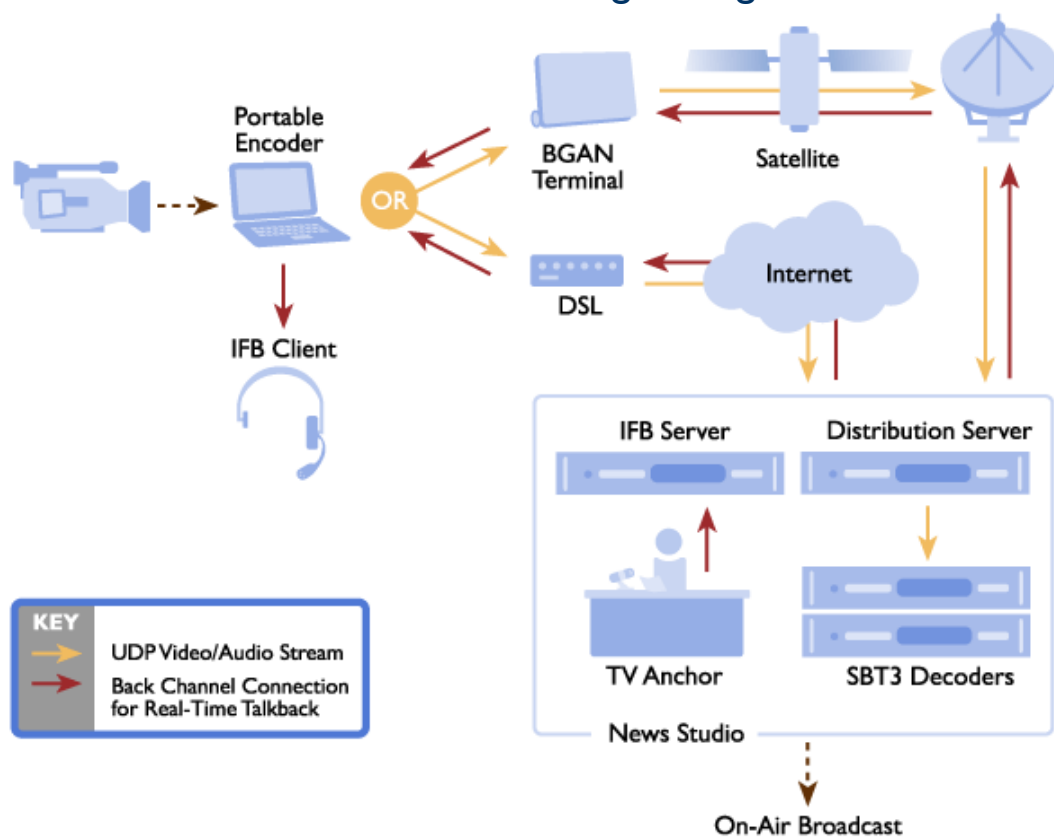 Portable
Encoder
OR
BGAN
Terminal
Satellite
DSL
Internet
IFB Client
IFB Server
Distribution Server
TV Anchor
SBT3 Decoders
News Studio
On-Air Broadcast
KEY
UDP Video/Audio Stream
Back Channel Connection
for Real-Time Talkback